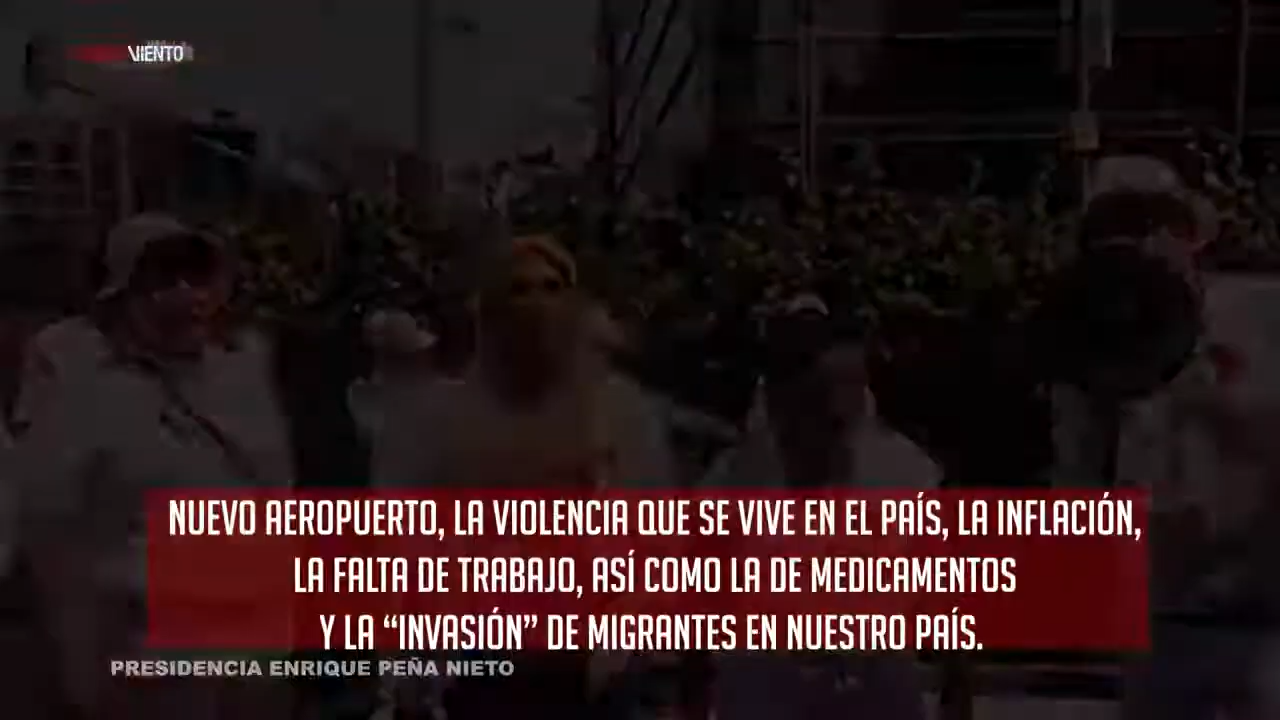 VIENTO
NUEVO AEROPUERTO, LA VIOLENCIA QUE SE VIVE EN EL PAÍS, LA INFLACIÓN,
LA FALTA DE TRABAJO, ASÍ COMO LA DE MEDICAMENTOS
Y LA “INVASIÓN” DE MIGRANTES EN NUESTRO PAÍS.
PRESIDENCIA ENRIQUE PEÑA NIETO